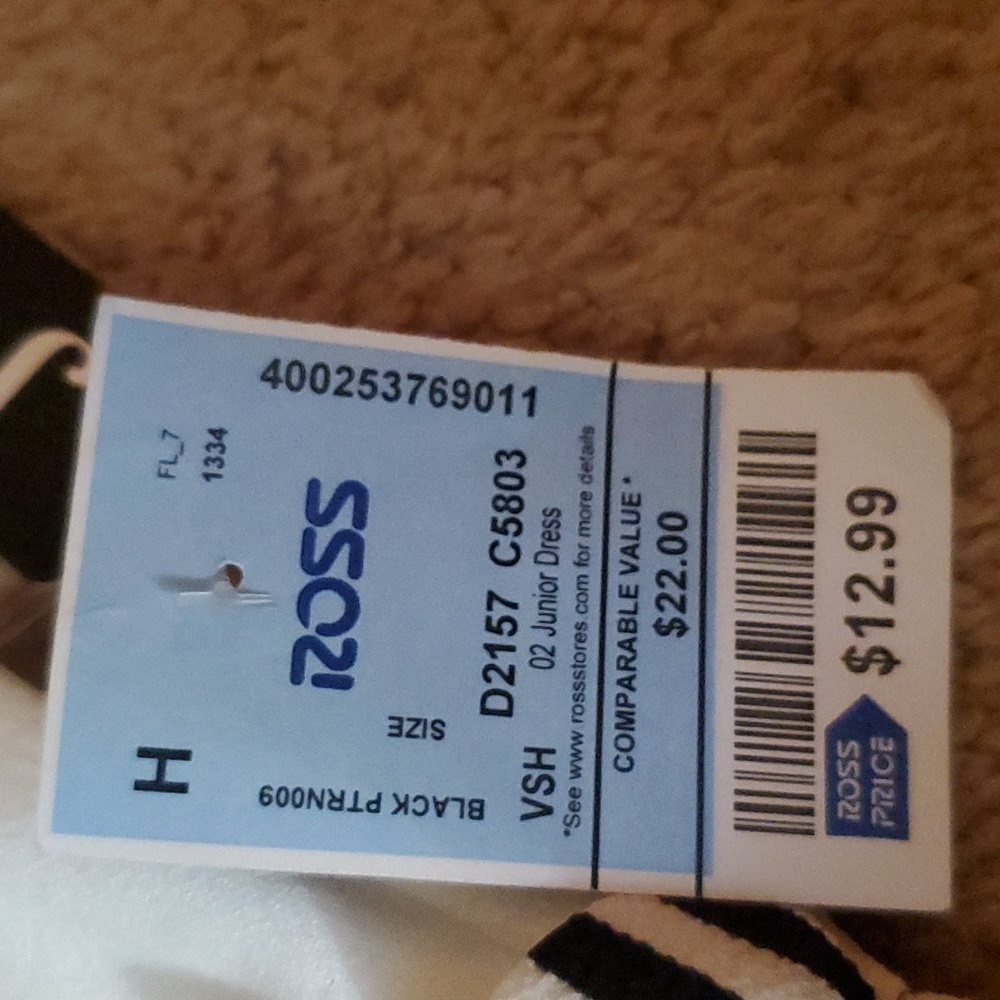 FL_7
1334
H
400253769011
ROSS
SIZE
BLACK PTRN009
D2157 C5803
VSH 02 Junior Dress
*See www.rossstores.com for more details
COMPARABLE VALUE*
$22.00
ROSS
PRICE
$12.99